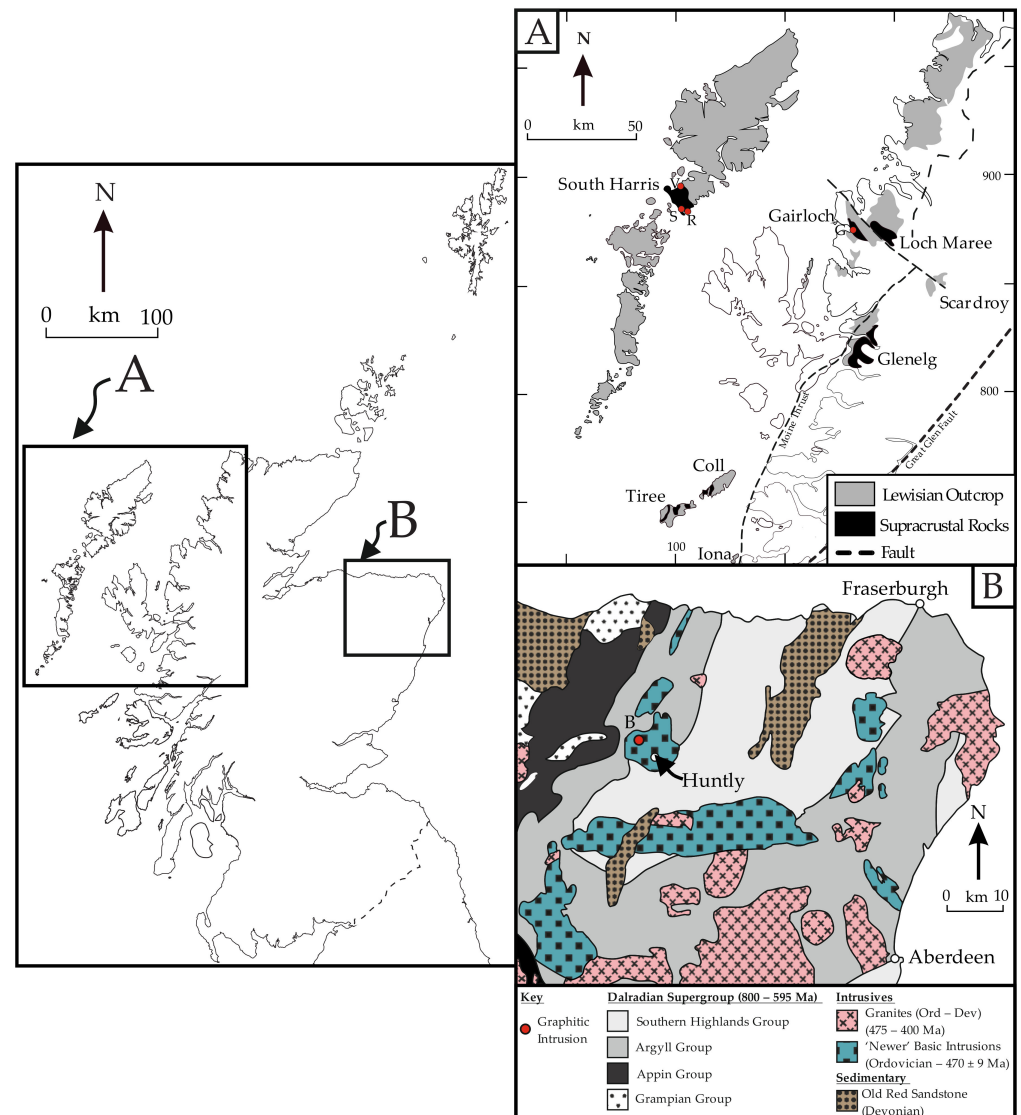 N
0 km 100
A
B
A
N
0 km 50
South Harris
V
S R
Gairloch
G
Loch Maree
Scardroy
Glenelg
900
800
Moine Thrust
Great Glen Fault
Coll
Tiree
Iona
100
Lewisian Outcrop
Supracrustal Rocks
Fault
B
Fraserburgh
B
Huntly
N
0 km 10
Aberdeen
Key
Graphitic
Intrusion
Dalradian Supergroup (800 – 595 Ma)
Southern Highlands Group
Argyll Group
Appin Group
Grampian Group
Intrusives
Granites (Ord – Dev)
(475 – 400 Ma)
‘Newer’ Basic Intrusions
(Ordovician – 470 ± 9 Ma)
Sedimentary
Old Red Sandstone
(Devonian)